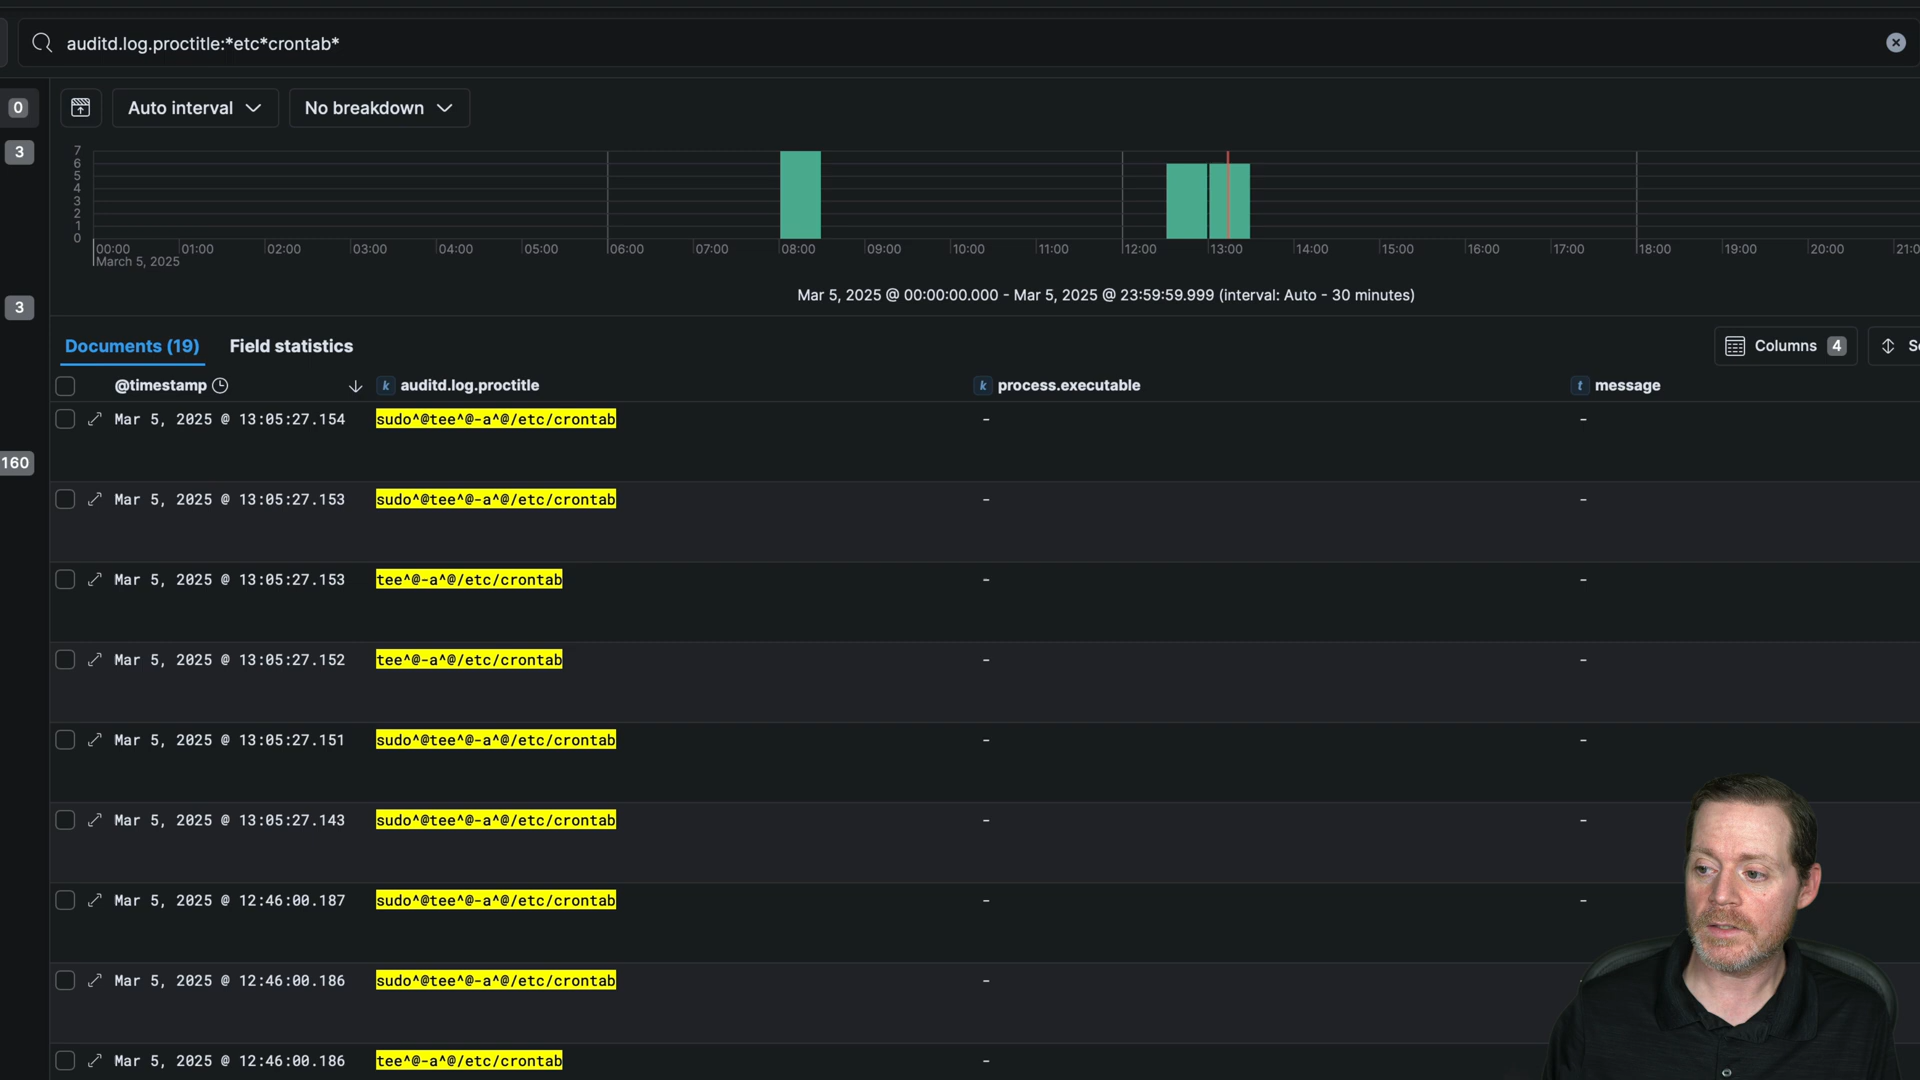 auditd.log.proctitle:*etc*crontab*
0
Auto interval
No breakdown
3
7
6
5
4
3
2
1
0
00:00 01:00 02:00 03:00 04:00 05:00 06:00 07:00 08:00 09:00 10:00 11:00 12:00 13:00 14:00 15:00 16:00 17:00 18:00 19:00 20:00 21:0
March 5, 2025
Mar 5, 2025 @ 00:00:00.000 - Mar 5, 2025 @ 23:59:59.999 (interval: Auto - 30 minutes)
3
Documents (19) Field statistics Columns 4
@timestamp k auditd.log.proctitle k process.executable t message
Mar 5, 2025 @ 13:05:27.154 sudo^@tee^@-a^@/etc/crontab - -
160
Mar 5, 2025 @ 13:05:27.153 sudo^@tee^@-a^@/etc/crontab - -
Mar 5, 2025 @ 13:05:27.153 tee^@-a^@/etc/crontab - -
Mar 5, 2025 @ 13:05:27.152 tee^@-a^@/etc/crontab - -
Mar 5, 2025 @ 13:05:27.151 sudo^@tee^@-a^@/etc/crontab - -
Mar 5, 2025 @ 13:05:27.143 sudo^@tee^@-a^@/etc/crontab - -
Mar 5, 2025 @ 12:46:00.187 sudo^@tee^@-a^@/etc/crontab - -
Mar 5, 2025 @ 12:46:00.186 sudo^@tee^@-a^@/etc/crontab -
Mar 5, 2025 @ 12:46:00.186 tee^@-a^@/etc/crontab -